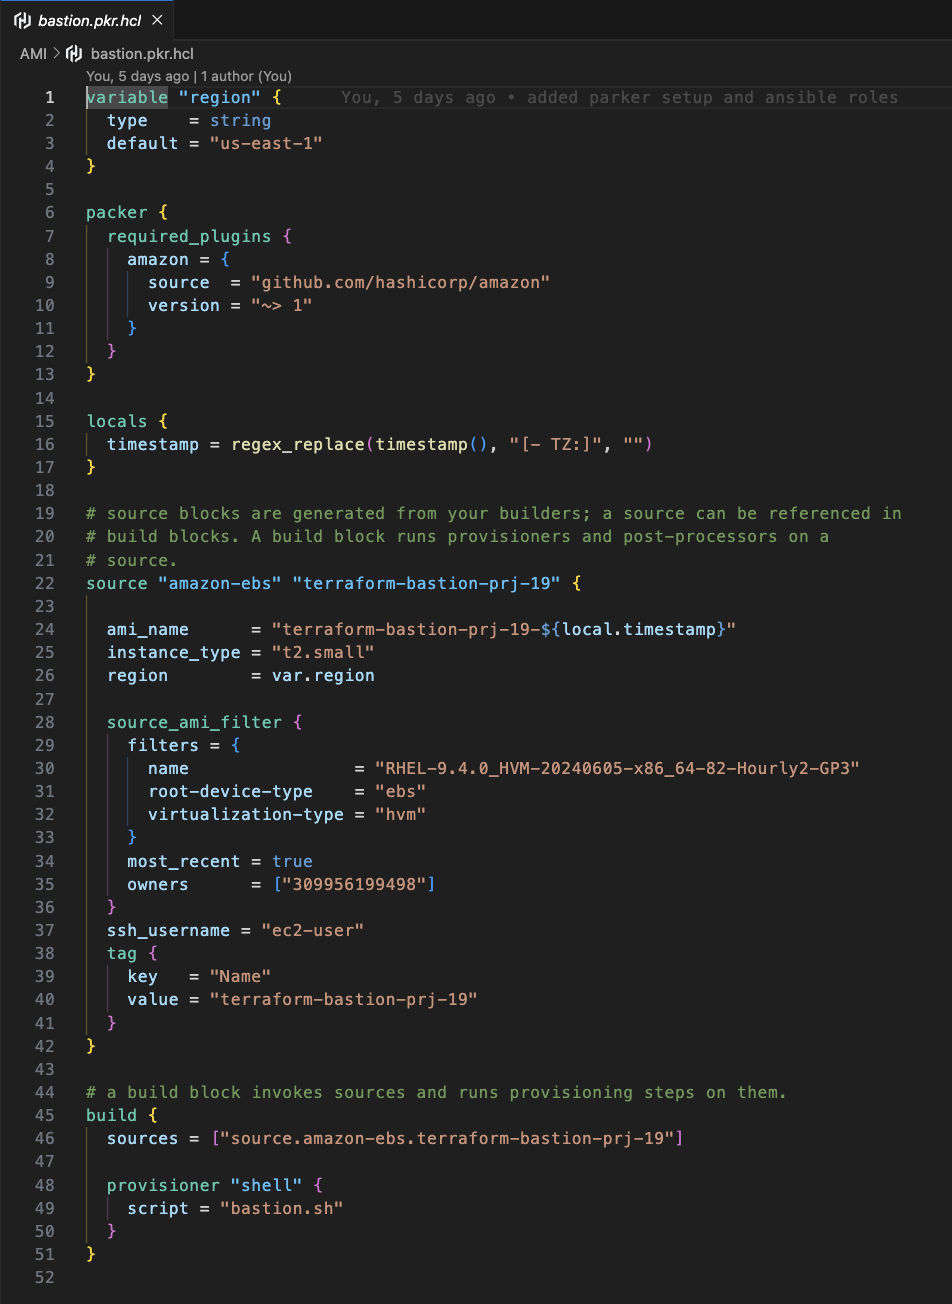 bastion.pkr.hcl
AMI > bastion.pkr.hcl
You, 5 days ago | 1 author (You)
1 variable "region" { You, 5 days ago • added parker setup and ansible roles
2   type    = string
3   default = "us-east-1"
4 }
5
6 packer {
7   required_plugins {
8     amazon = {
9       source  = "github.com/hashicorp/amazon"
10       version = "~> 1"
11     }
12   }
13 }
14
15 locals {
16   timestamp = regex_replace(timestamp(), "[- TZ:]", "")
17 }
18
19 # source blocks are generated from your builders; a source can be referenced in
20 # build blocks. A build block runs provisioners and post-processors on a
21 # source.
22 source "amazon-ebs" "terraform-bastion-prj-19" {
23
24   ami_name      = "terraform-bastion-prj-19-${local.timestamp}"
25   instance_type = "t2.small"
26   region        = var.region
27
28   source_ami_filter {
29     filters = {
30       name                = "RHEL-9.4.0_HVM-20240605-x86_64-82-Hourly2-GP3"
31       root-device-type    = "ebs"
32       virtualization-type = "hvm"
33     }
34     most_recent = true
35     owners      = ["309956199498"]
36   }
37   ssh_username = "ec2-user"
38   tag {
39     key   = "Name"
40     value = "terraform-bastion-prj-19"
41   }
42 }
43
44 # a build block invokes sources and runs provisioning steps on them.
45 build {
46   sources = ["source.amazon-ebs.terraform-bastion-prj-19"]
47
48   provisioner "shell" {
49     script = "bastion.sh"
50   }
51 }
52